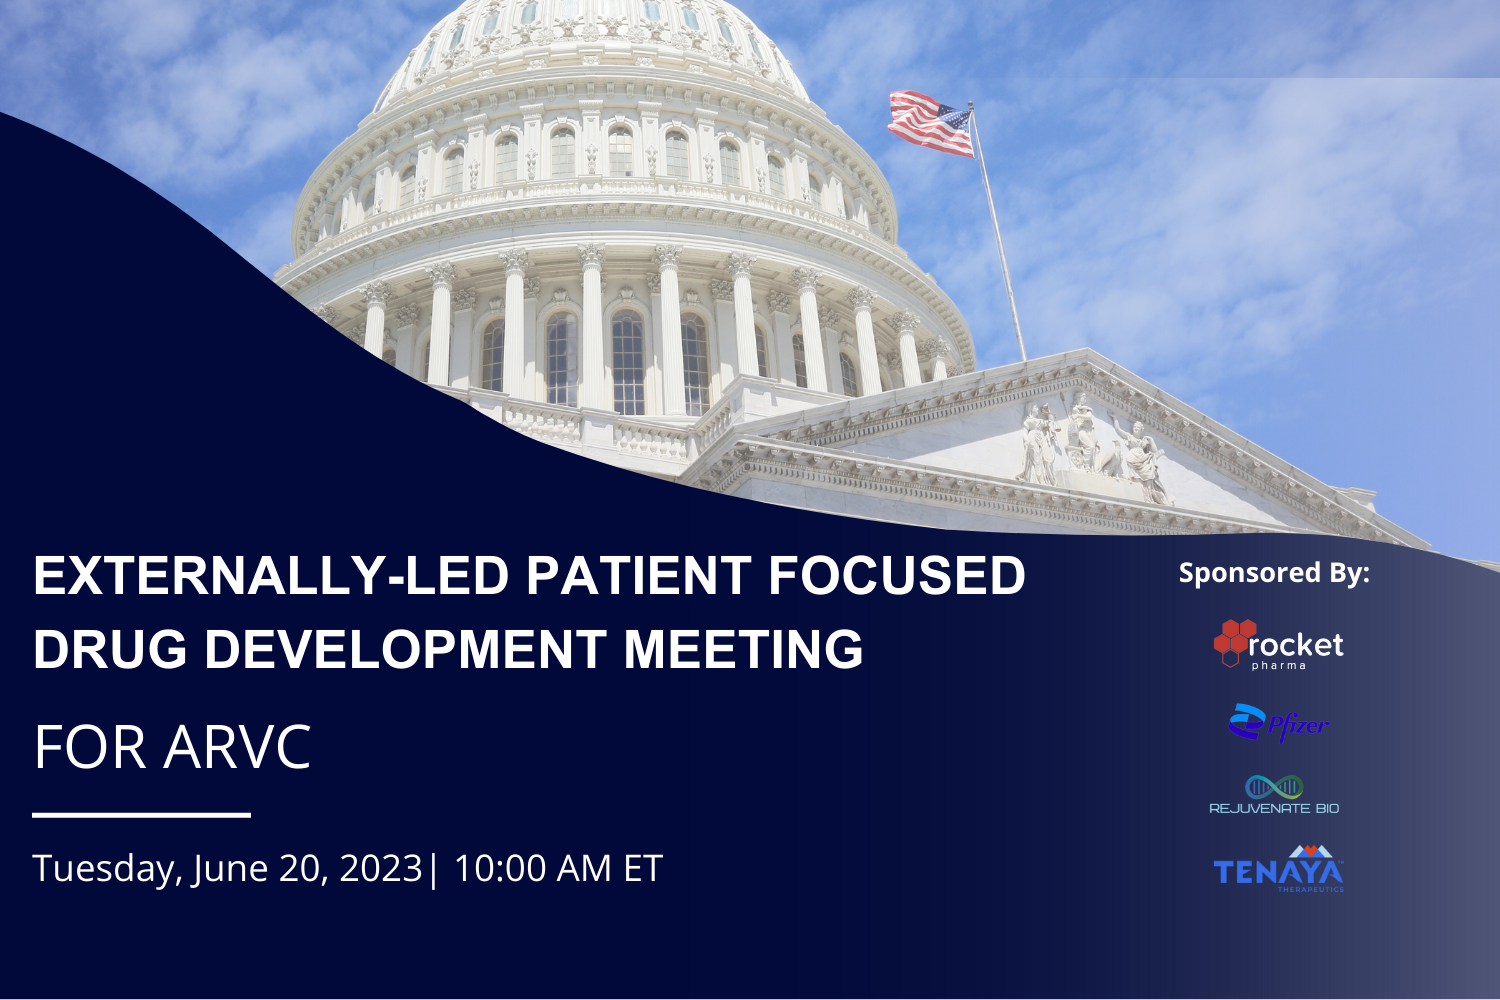 EXTERNALLY-LED PATIENT FOCUSED
DRUG DEVELOPMENT MEETING
FOR ARVC
Tuesday, June 20, 2023| 10:00 AM ET
Sponsored By:
rocket
pharma
Pfizer
REJUVENATE BIO
TENAYA
THERAPEUTICS